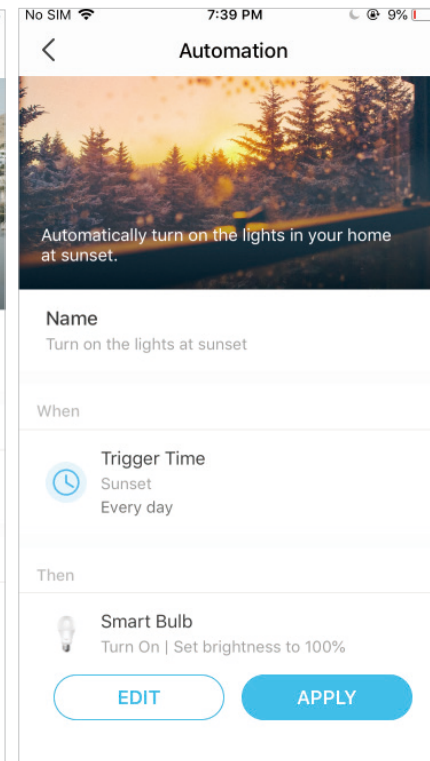 No SIM 7:39 PM 9%
Automation
Automatically turn on the lights in your home
at sunset.
Name
Turn on the lights at sunset
When
Trigger Time
Sunset
Every day
Then
Smart Bulb
Turn On | Set brightness to 100%
EDIT APPLY